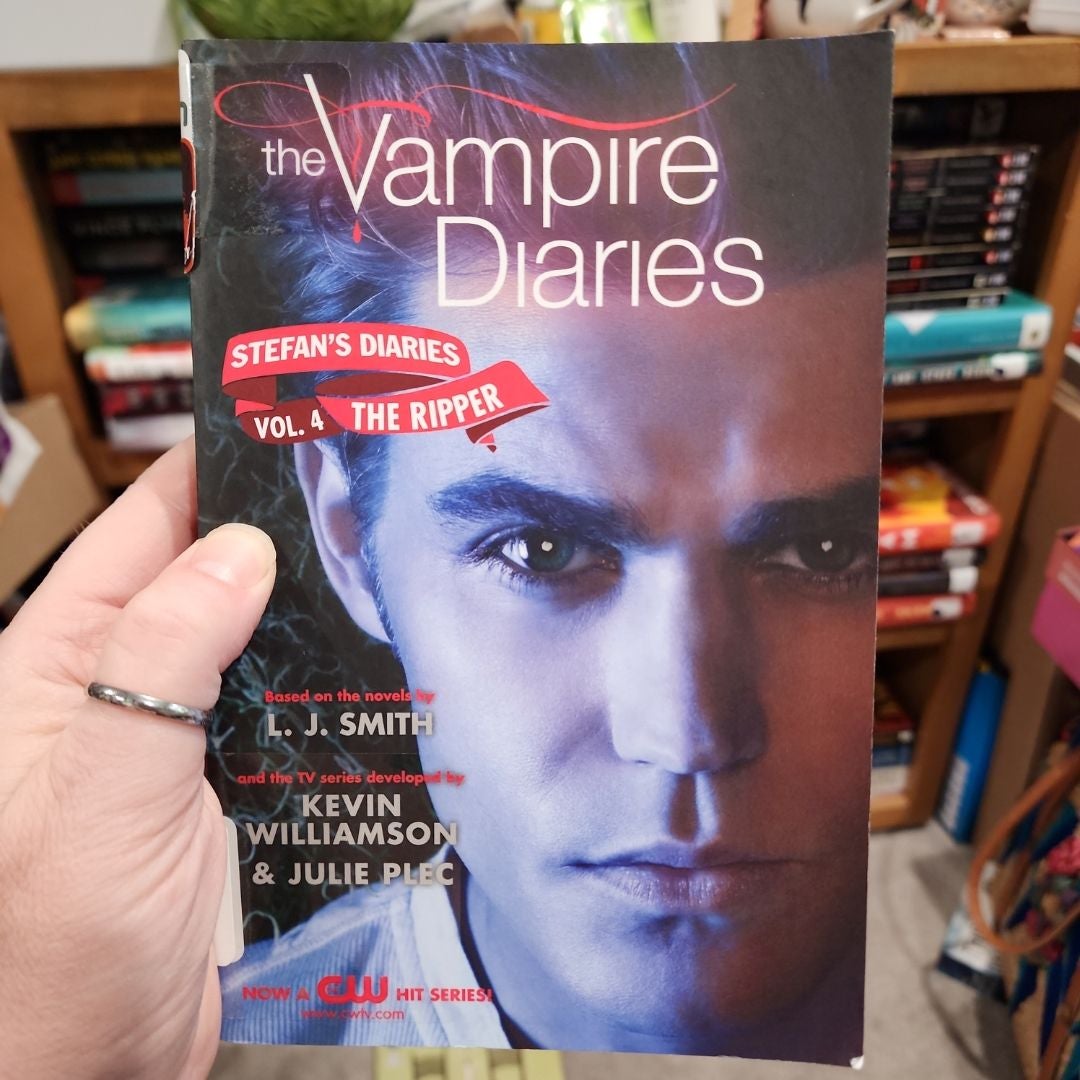 the Vampire
Diaries
STEFAN'S DIARIES
VOL. 4 THE RIPPER
Based on the novels by
L. J. SMITH
and the TV series developed by
KEVIN
WILLIAMSON
& JULIE PLEC
NOW A CW HIT SERIES!
www.cwtv.com